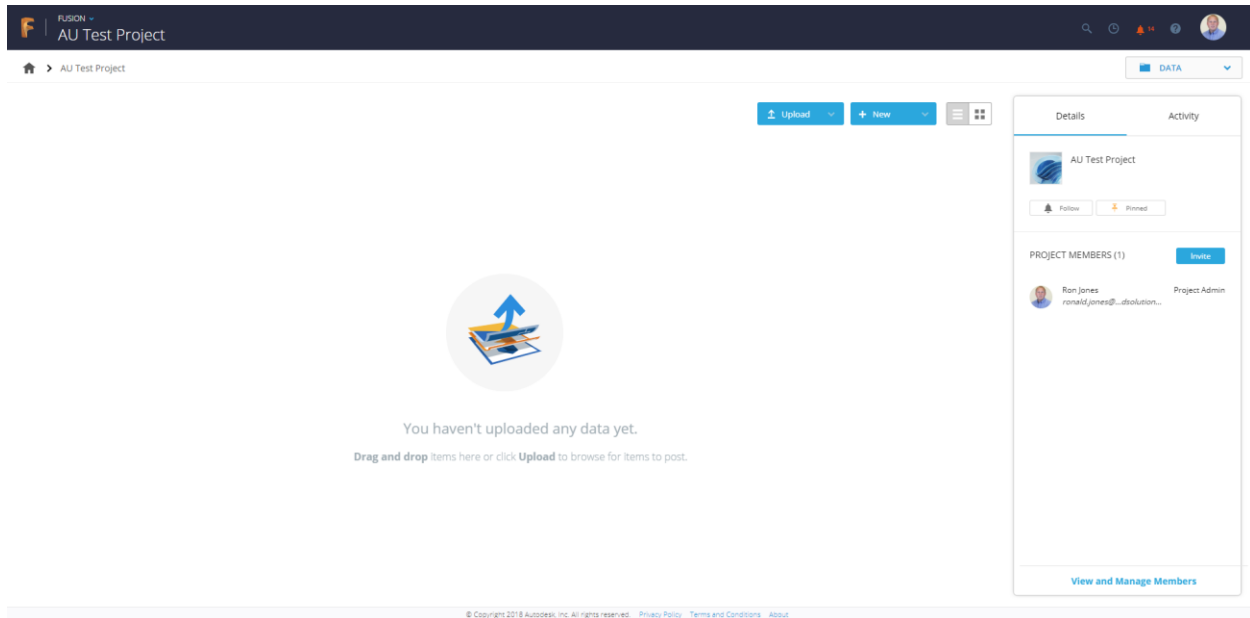 FUSION
AU Test Project
14
AU Test Project
DATA
Upload
+ New
Details
Activity
AU Test Project
Follow
Pinned
PROJECT MEMBERS (1)
Invite
Ron Jones
Project Admin
ronald.jones@...dsolution...
You haven't uploaded any data yet.
Drag and drop items here or click Upload to browse for items to post.
View and Manage Members
© Copyright 2018 Autodesk, Inc. All rights reserved. Privacy Policy Terms and Conditions About